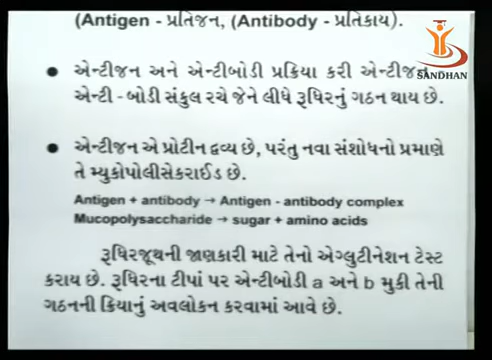 (Antigen - પ્રતિજન, (Antibody - પ્રતિકાય).
SANDHAN
● એન્ટીજન અને એન્ટીબોડી પ્રક્રિયા કરી એન્ટીજન
એન્ટી - બોડી સંકુલ રચે જેને લીધે રૂધિરનું ગઠન થાય છે.
● એન્ટીજન એ પ્રોટીન દ્રવ્ય છે, પરંતુ નવા સંશોધનો પ્રમાણે
તે મ્યુકોપોલીસેકરાઈડ છે.
Antigen + antibody → Antigen - antibody complex
Mucopolysaccharide → sugar + amino acids
રૂધિરજૂથની જાણકારી માટે તેનો એગ્લુટીનેશન ટેસ્ટ
કરાય છે. રૂધિરના ટીપાં પર એન્ટીબોડી a અને b મુકી તેની
ગઠનની ક્રિયાનું અવલોકન કરવામાં આવે છે.